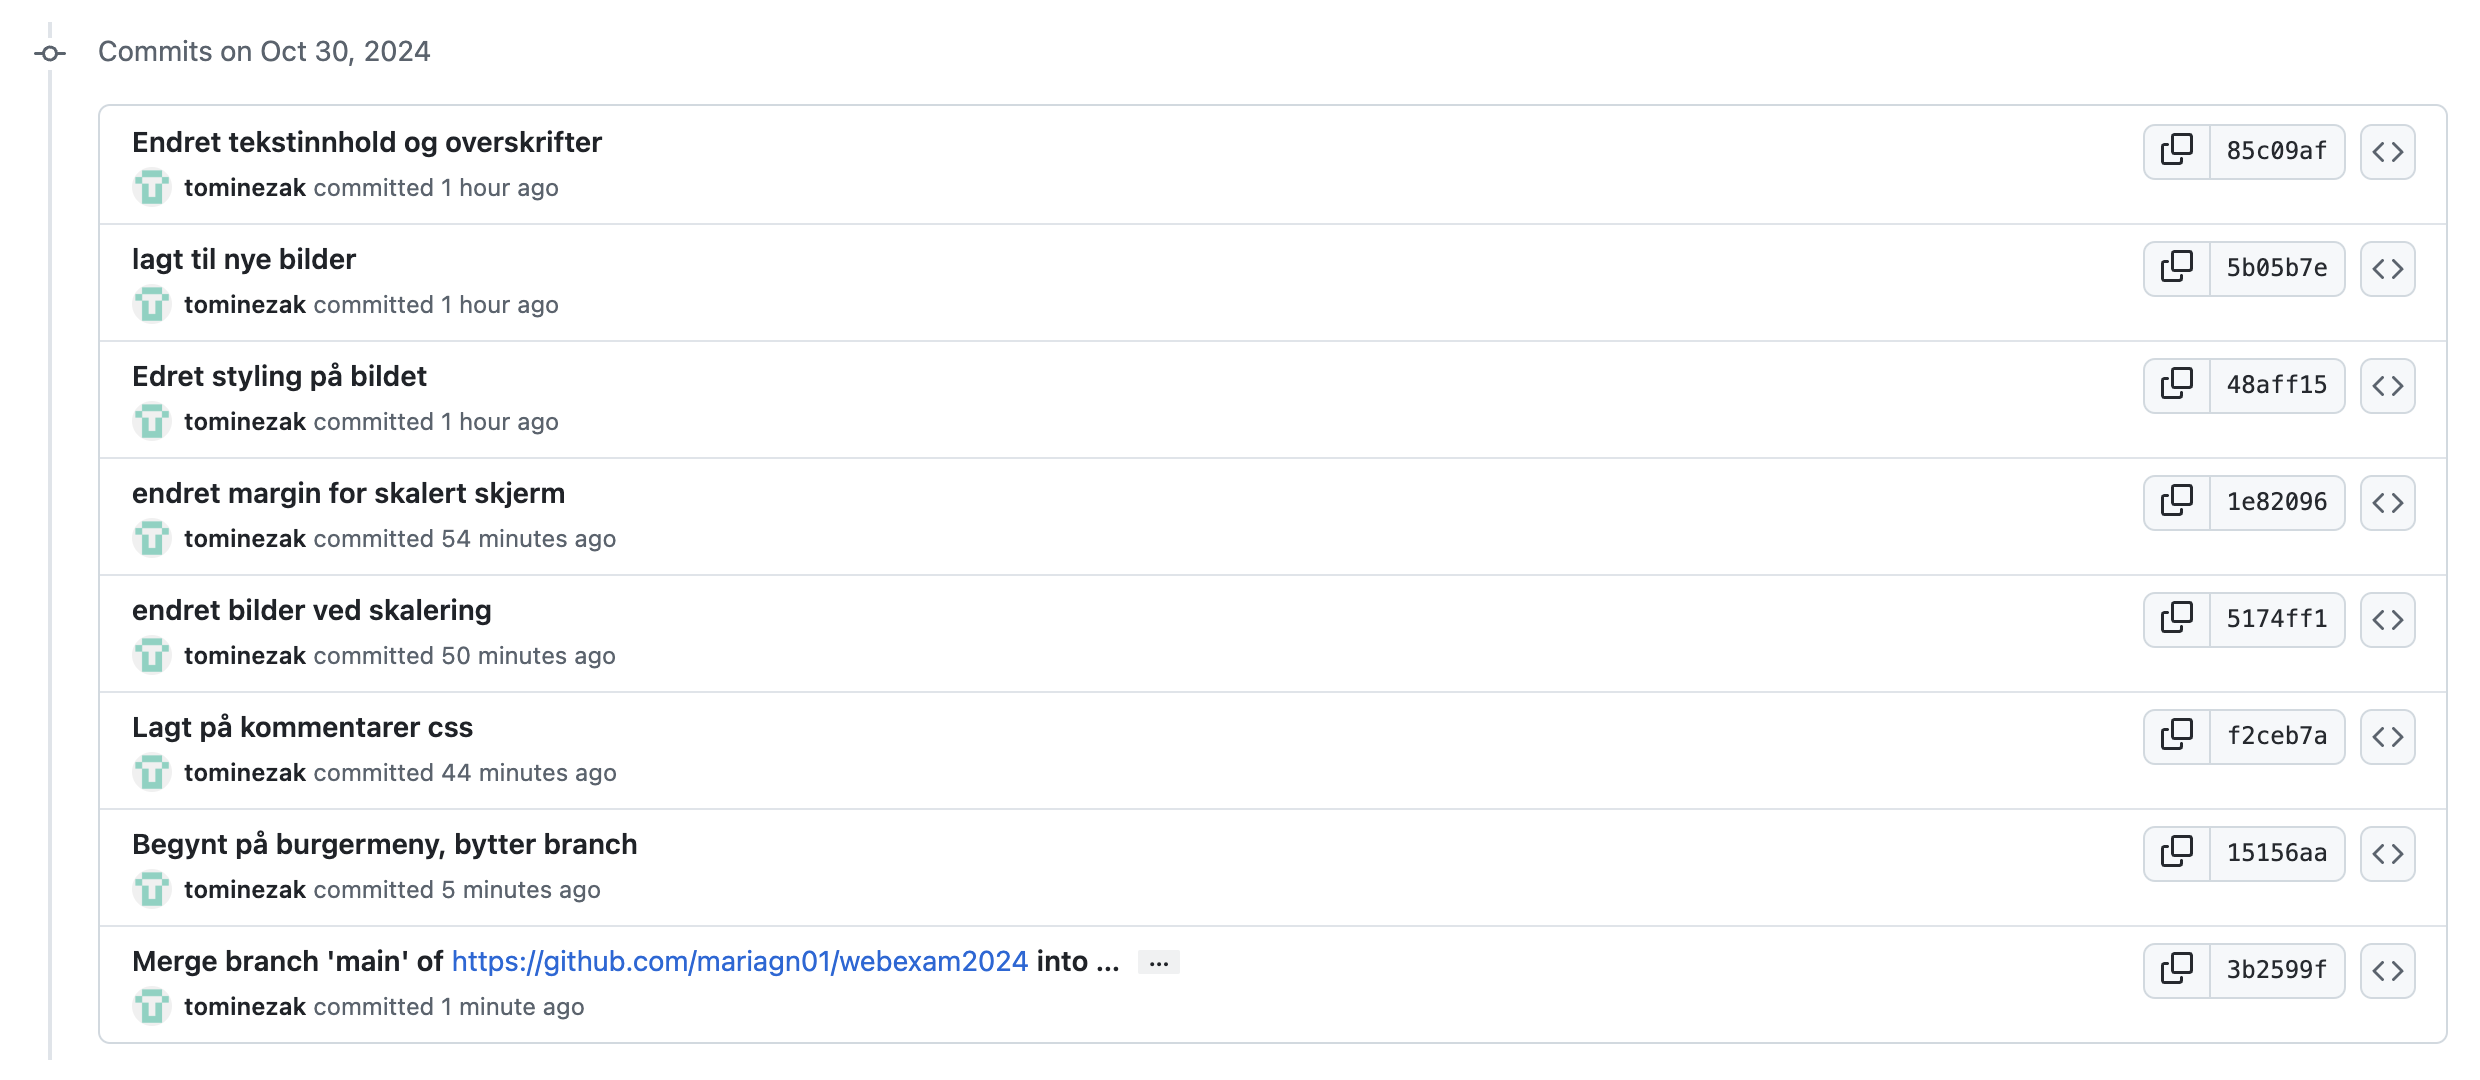 Commits on Oct 30, 2024
Endret tekstinnhold og overskrifter
85c09af
tominezak committed 1 hour ago
lagt til nye bilder
5b05b7e
tominezak committed 1 hour ago
Edret styling på bildet
48aff15
tominezak committed 1 hour ago
endret margin for skalert skjerm
1e82096
tominezak committed 54 minutes ago
endret bilder ved skalering
5174ff1
tominezak committed 50 minutes ago
Lagt på kommentarer css
f2ceb7a
tominezak committed 44 minutes ago
Begynt på burgermeny, bytter branch
15156aa
tominezak committed 5 minutes ago
Merge branch 'main' of https://github.com/mariagn01/webexam2024 into ... ...
3b2599f
tominezak committed 1 minute ago